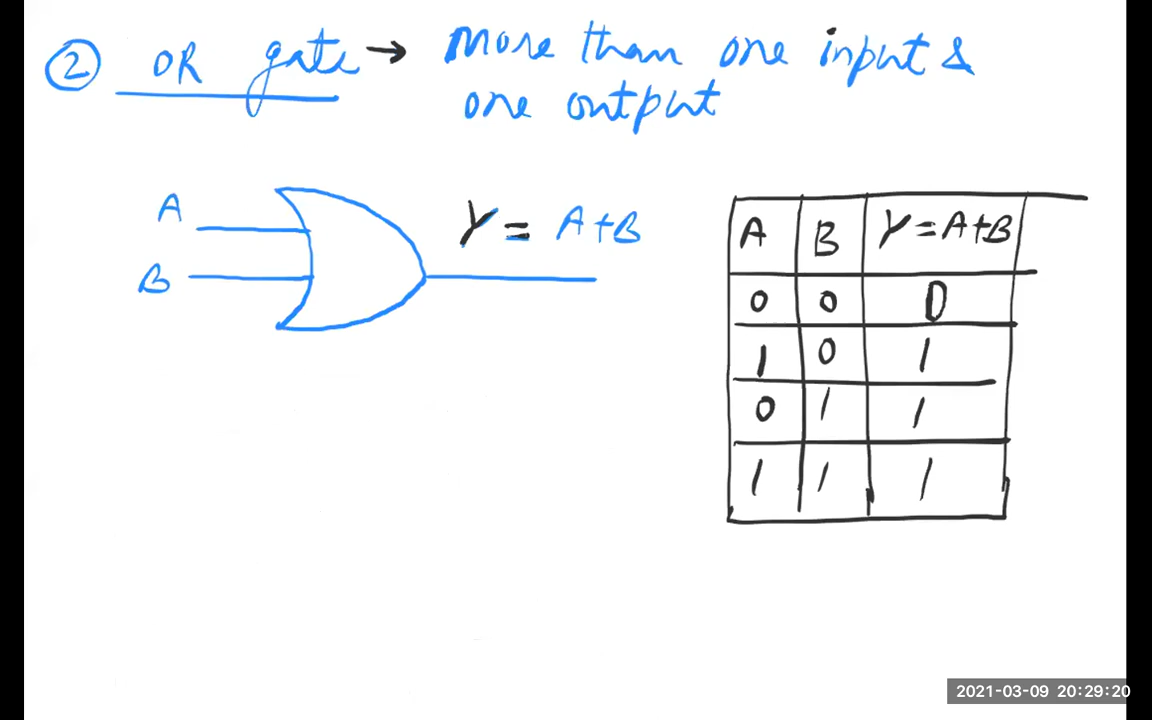 ② OR gate → More than one input &
one output
A
Y = A+B
B
A B Y=A+B
0 0 0
1 0 1
0 1 1
1 1 1
2021-03-09 20:29:20